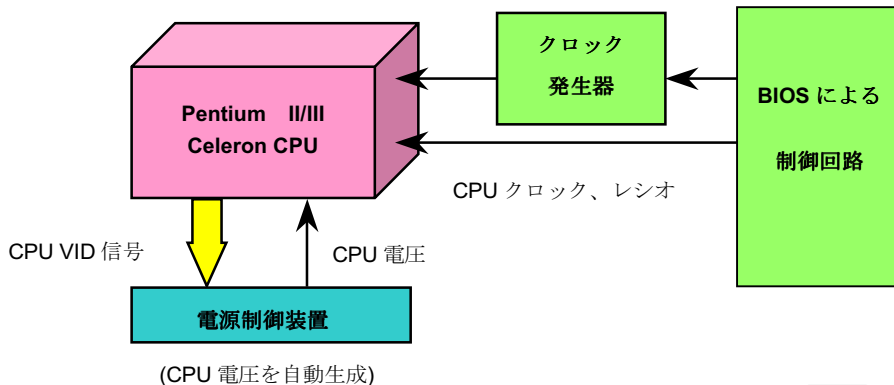 クロック
発生器
BIOS による
制御回路
Pentium II/III
Celeron CPU
CPU クロック、レシオ
CPU VID 信号
CPU 電圧
電源制御装置
(CPU 電圧を自動生成)